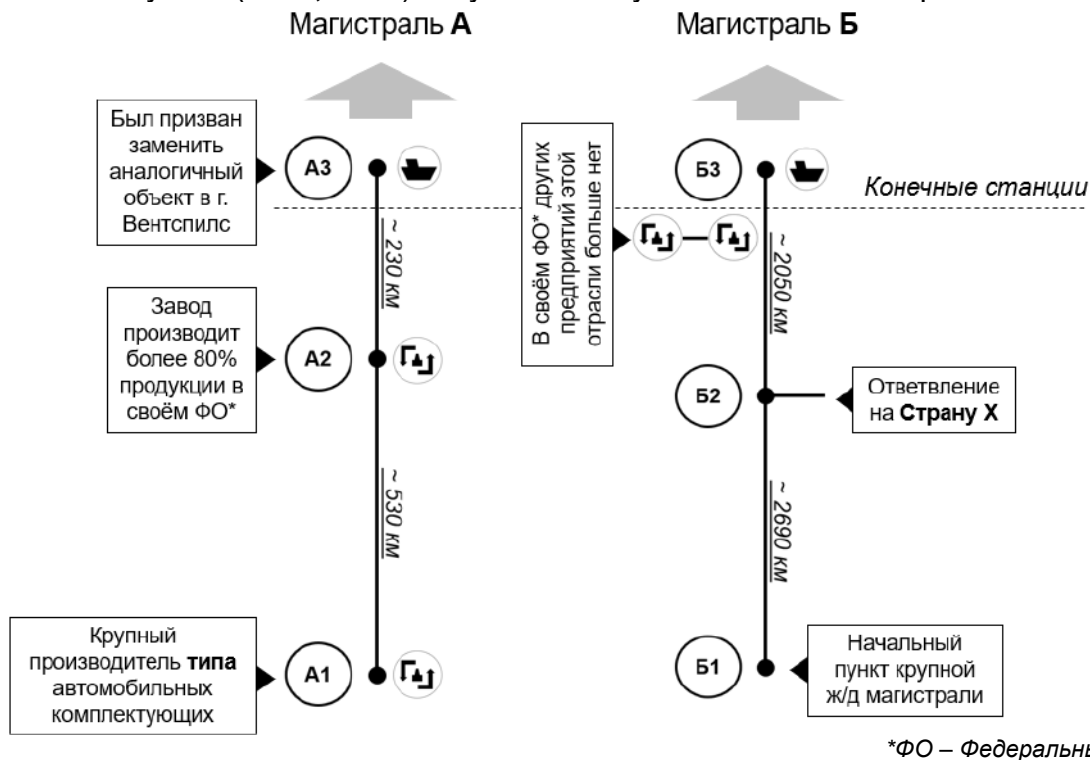 Магистраль А
Магистраль Б
Был призван
заменить
аналогичный
объект в г.
Вентспилс
А3
Б3
В своём ФО* других
предприятий этой
отрасли больше нет
Конечные станции
~ 230 км
~ 2050 км
Завод
производит
более 80%
продукции в
своём ФО*
А2
Б2
Ответвление
на Страну X
~ 530 км
~ 2690 км
Крупный
производитель типа
автомобильных
комплектующих
А1
Б1
Начальный
пункт крупной
ж/д магистрали
*ФО – Федеральны